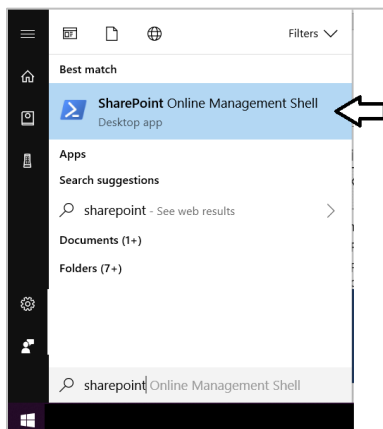 Filters
Best match
SharePoint Online Management Shell
Desktop app
Apps
Search suggestions
sharepoint - See web results
Documents (1+)
Folders (7+)
sharepoint Online Management Shell